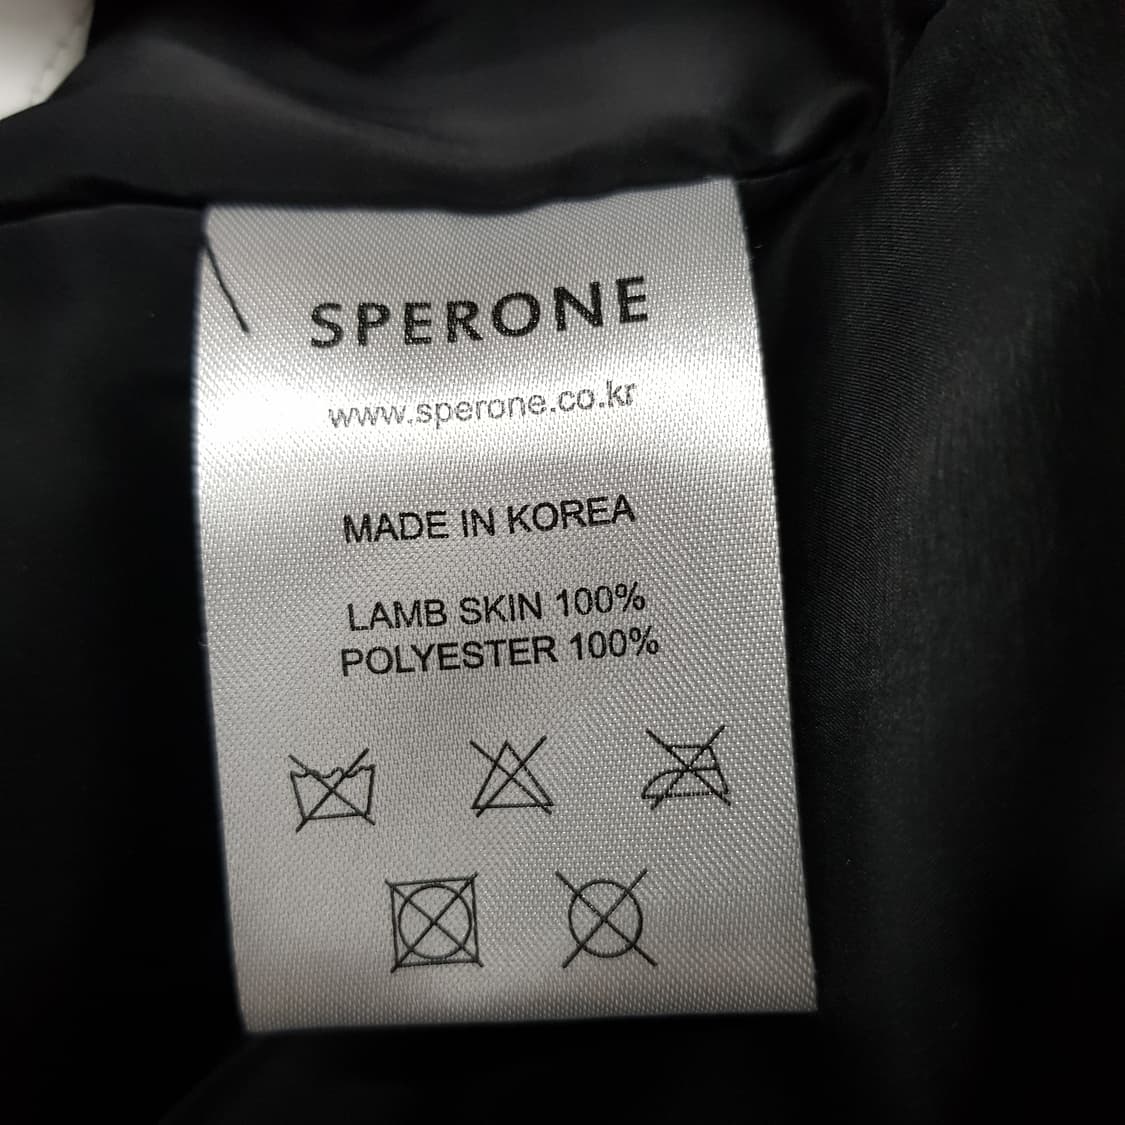 SPERONE
www.sperone.co.kr
MADE IN KOREA
LAMB SKIN 100%
POLYESTER 100%